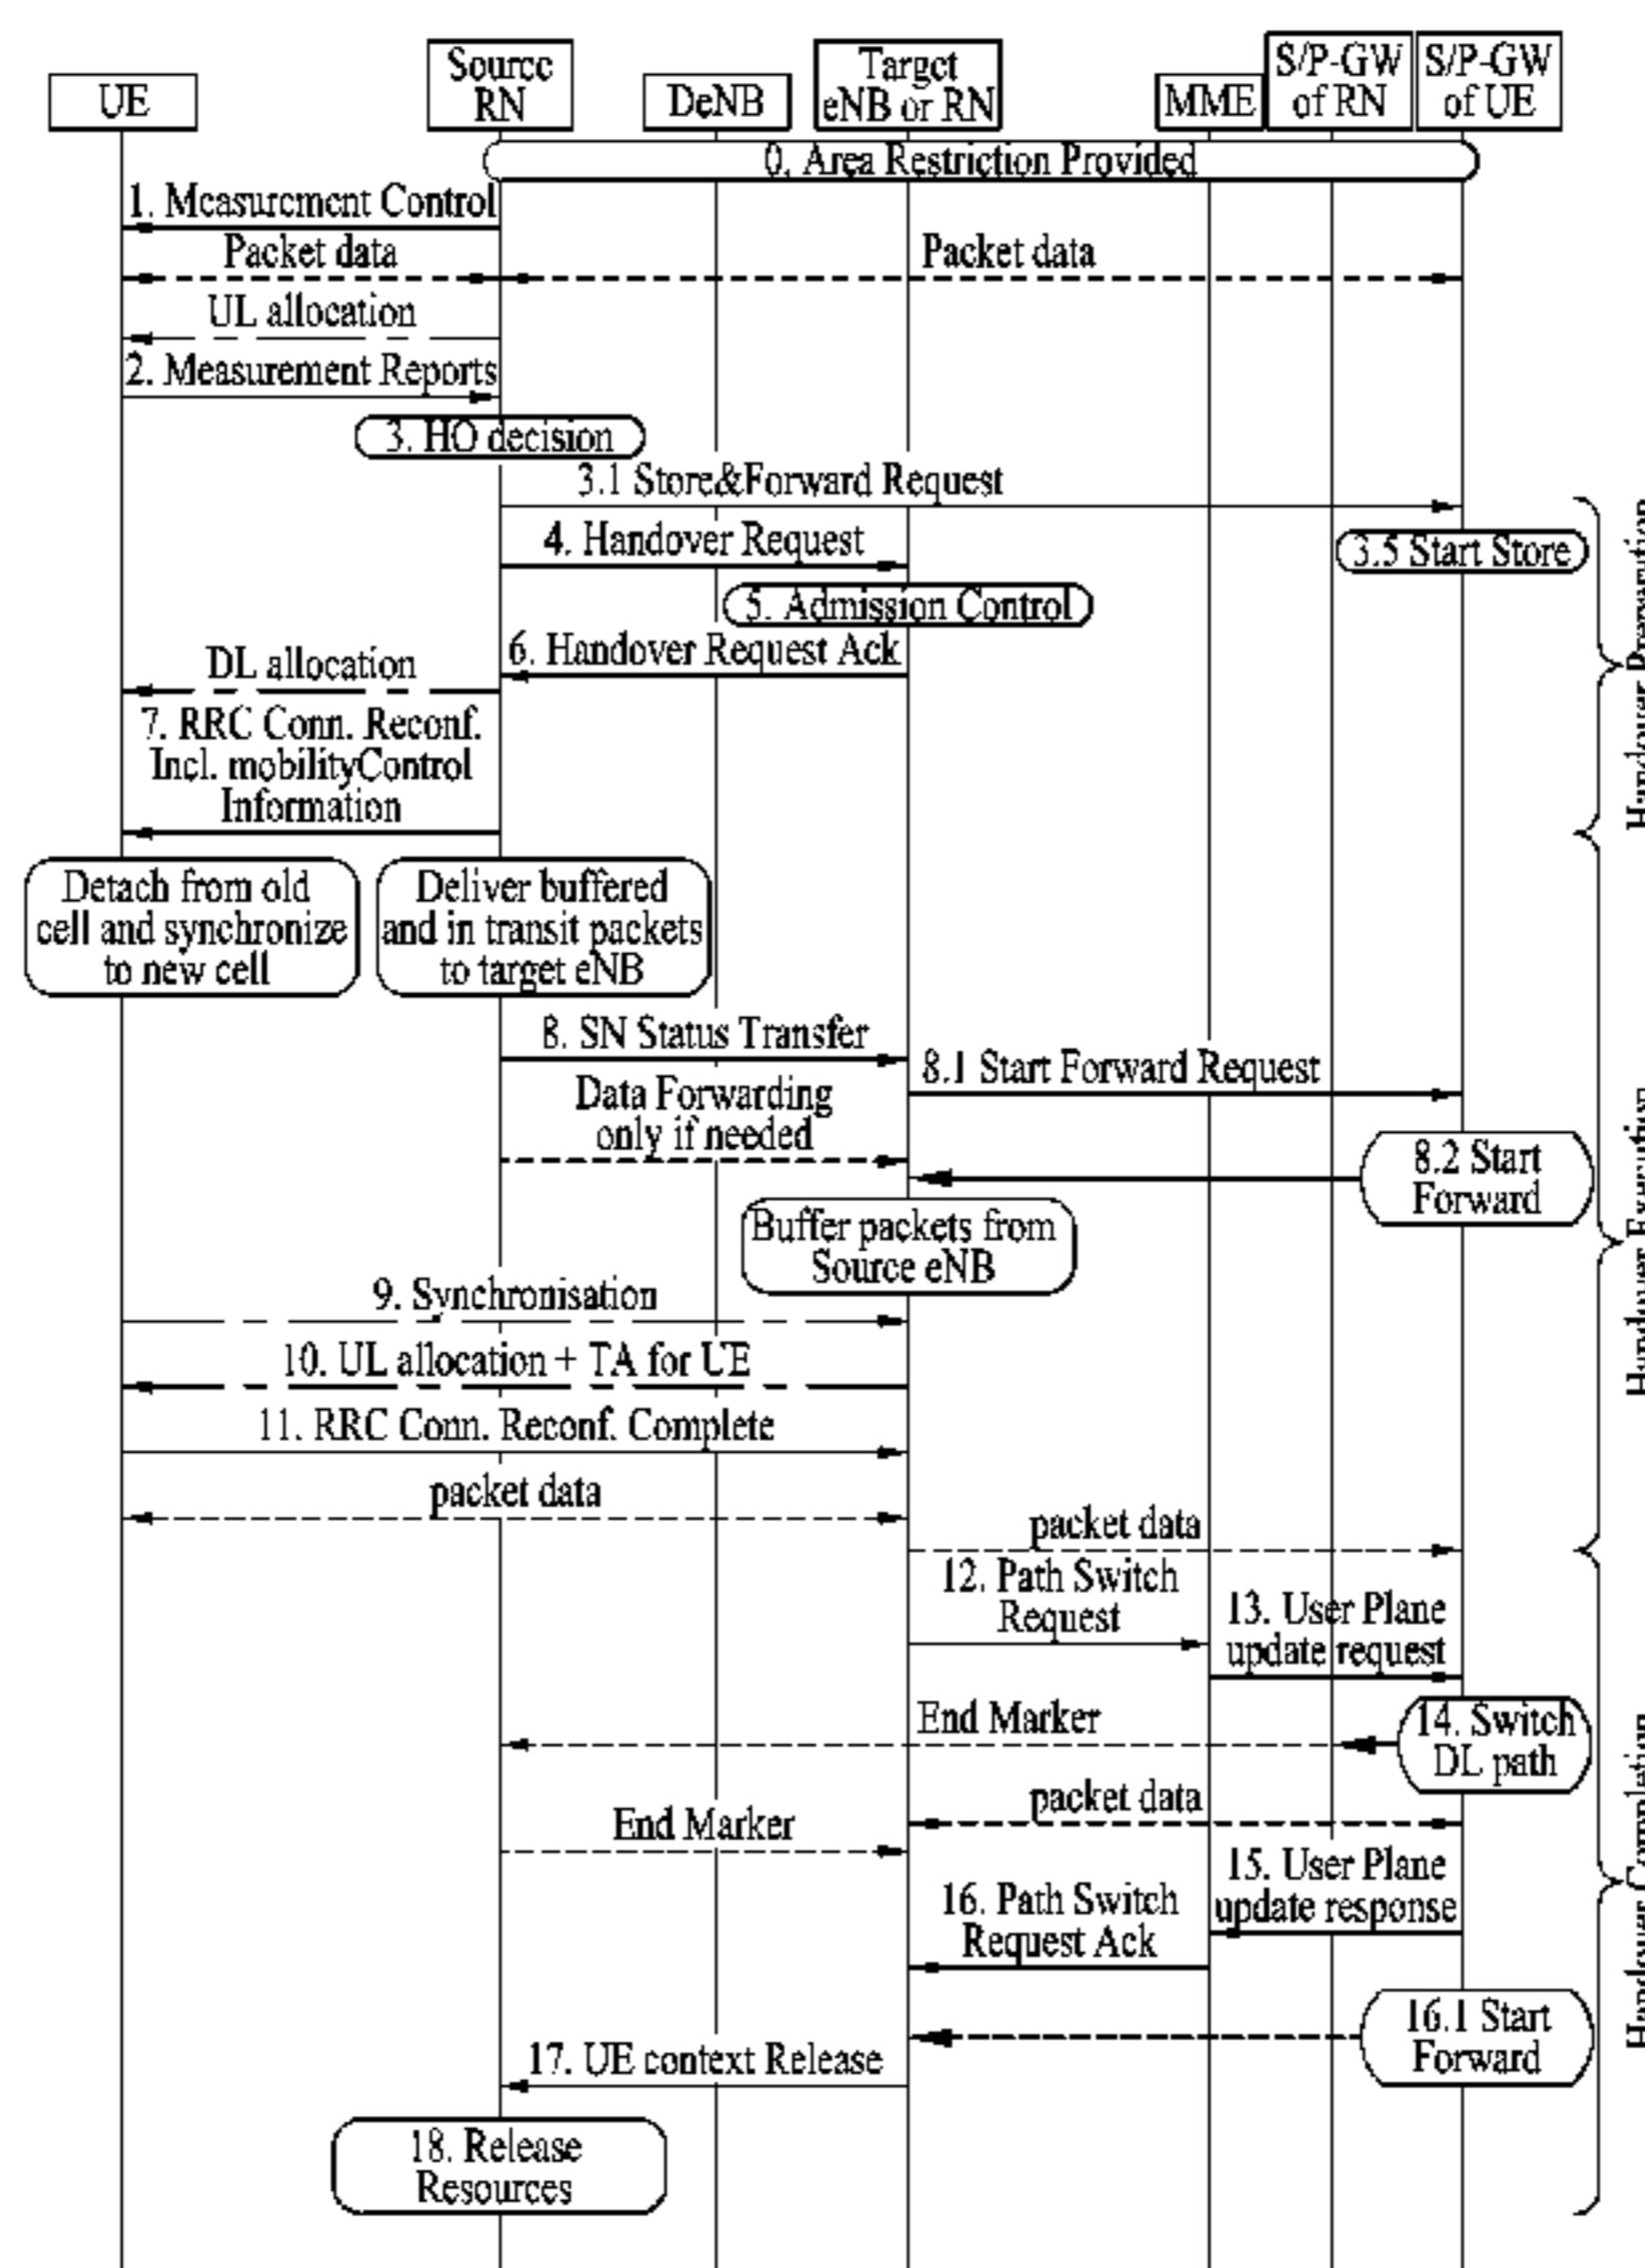 UE
Source
RN
DeNB
Target
eNB or RN
MME
S/P-GW
of RN
S/P-GW
of UE
0. Area Restriction Provided
1. Measurement Control
Packet data
Packet data
UL allocation
2. Measurement Reports
3. HO decision
3.1 Store&Forward Request
4. Handover Request
3.5 Start Store
5. Admission Control
6. Handover Request Ack
DL allocation
7. RRC Conn. Reconf.
Incl. mobilityControl
Information
Handover Preparation
Detach from old
cell and synchronize
to new cell
Deliver buffered
and in transit packets
to target eNB
8. SN Status Transfer
8.1 Start Forward Request
Data Forwarding
only if needed
8.2 Start
Forward
Buffer packets from
Source eNB
Handover Execution
9. Synchronisation
10. UL allocation + TA for UE
11. RRC Conn. Reconf. Complete
packet data
packet data
12. Path Switch
Request
13. User Plane
update request
End Marker
14. Switch
DL path
packet data
End Marker
15. User Plane
update response
16. Path Switch
Request Ack
Handover Completion
16.1 Start
Forward
17. UE context Release
18. Release
Resources